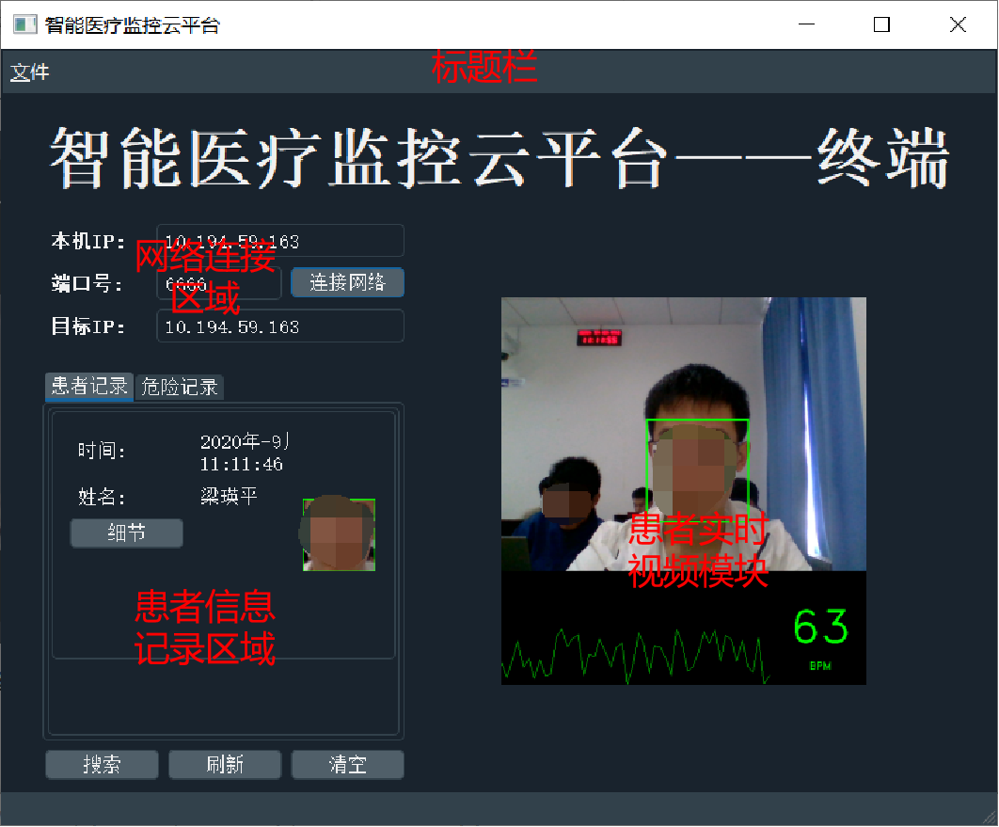 智能医疗监控云平台
文件
标题栏
智能医疗监控云平台——终端
本机IP： 10.194.59.163
网络连接
区域
端口号： 6666 连接网络
目标IP： 10.194.59.163
患者记录 危险记录
时间： 2020年-9
11:11:46
姓名： 梁瑛平
细节
患者信息
记录区域
搜索 刷新 清空
患者实时
视频模块
63
BPM